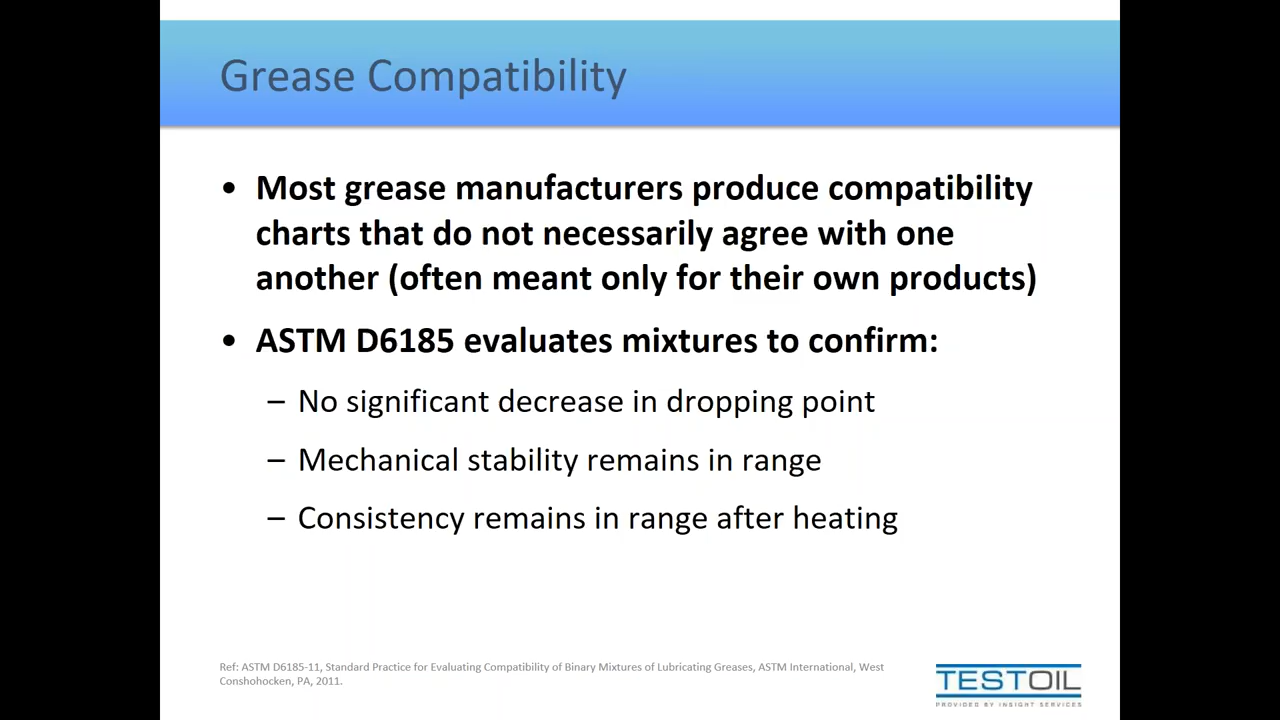 Grease Compatibility
• Most grease manufacturers produce compatibility
charts that do not necessarily agree with one
another (often meant only for their own products)
• ASTM D6185 evaluates mixtures to confirm:
– No significant decrease in dropping point
– Mechanical stability remains in range
– Consistency remains in range after heating
Ref: ASTM D6185-11, Standard Practice for Evaluating Compatibility of Binary Mixtures of Lubricating Greases, ASTM International, West
Conshohocken, PA, 2011.
TESTOIL
PROVIDED BY INSIGHT SERVICES